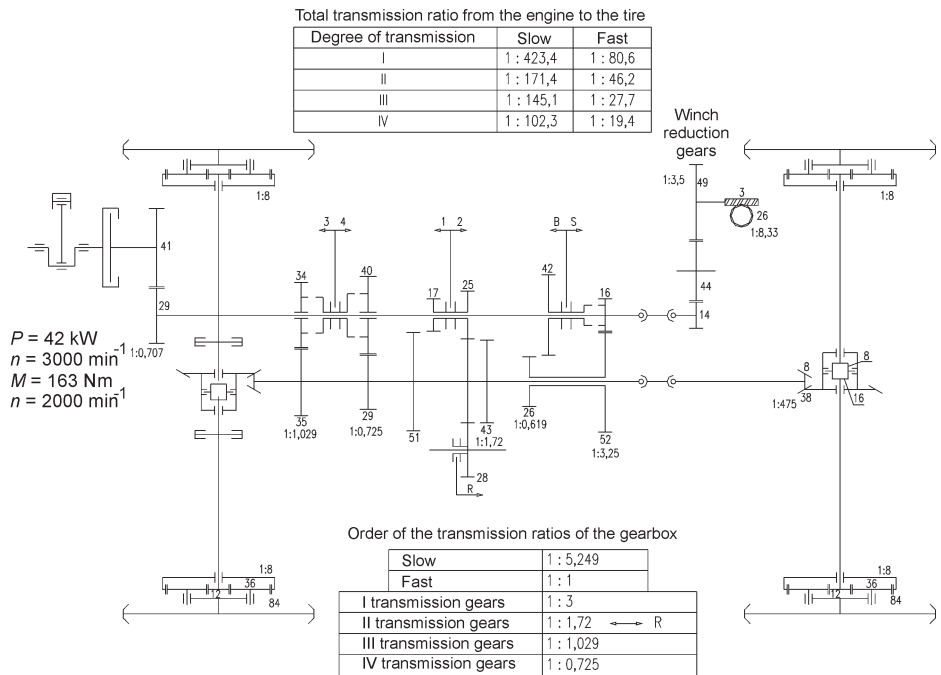 Total transmission ratio from the engine to the tire
Degree of transmission Slow Fast
I 1 : 423,4 1 : 80,6
II 1 : 171,4 1 : 46,2
III 1 : 145,1 1 : 27,7
IV 1 : 102,3 1 : 19,4
Winch
reduction
gears
1:3,5 49
3
26
1:8,33
44
14
1:8
1:8
41
29
1:0,707
3 4
1 2
B S
34
40
17
25
42
16
P = 42 kW
n = 3000 min-1
M = 163 Nm
n = 2000 min-1
35
1:1,029
29
1:0,725
51
43
1:1,72
28
R
26
1:0,619
52
1:3,25
8
8
38
16
1:475
1:8
36
12
84
1:8
36
12
84
Order of the transmission ratios of the gearbox
Slow 1 : 5,249
Fast 1 : 1
I transmission gears 1 : 3
II transmission gears 1 : 1,72 ↔ R
III transmission gears 1 : 1,029
IV transmission gears 1 : 0,725